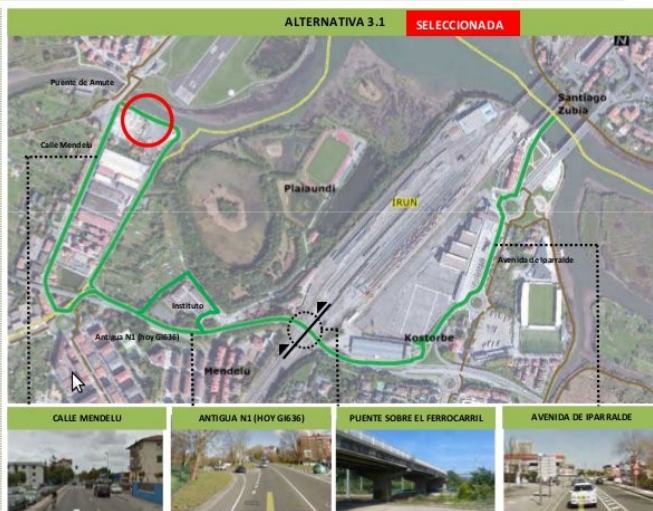 ALTERNATIVA 3.1
SELECCIONADA
N
Puente de Amute
Santiago
Zubia
Calle Mendelu
Plaiaundi
IRUN
Avenida de Iparralde
Instituto
Antigua N1 (hoy GI636)
Kostorbe
Mendelu
CALLE MENDELU
ANTIGUA N1 (HOY GI636)
PUENTE SOBRE EL FERROCARRIL
AVENIDA DE IPARRALDE